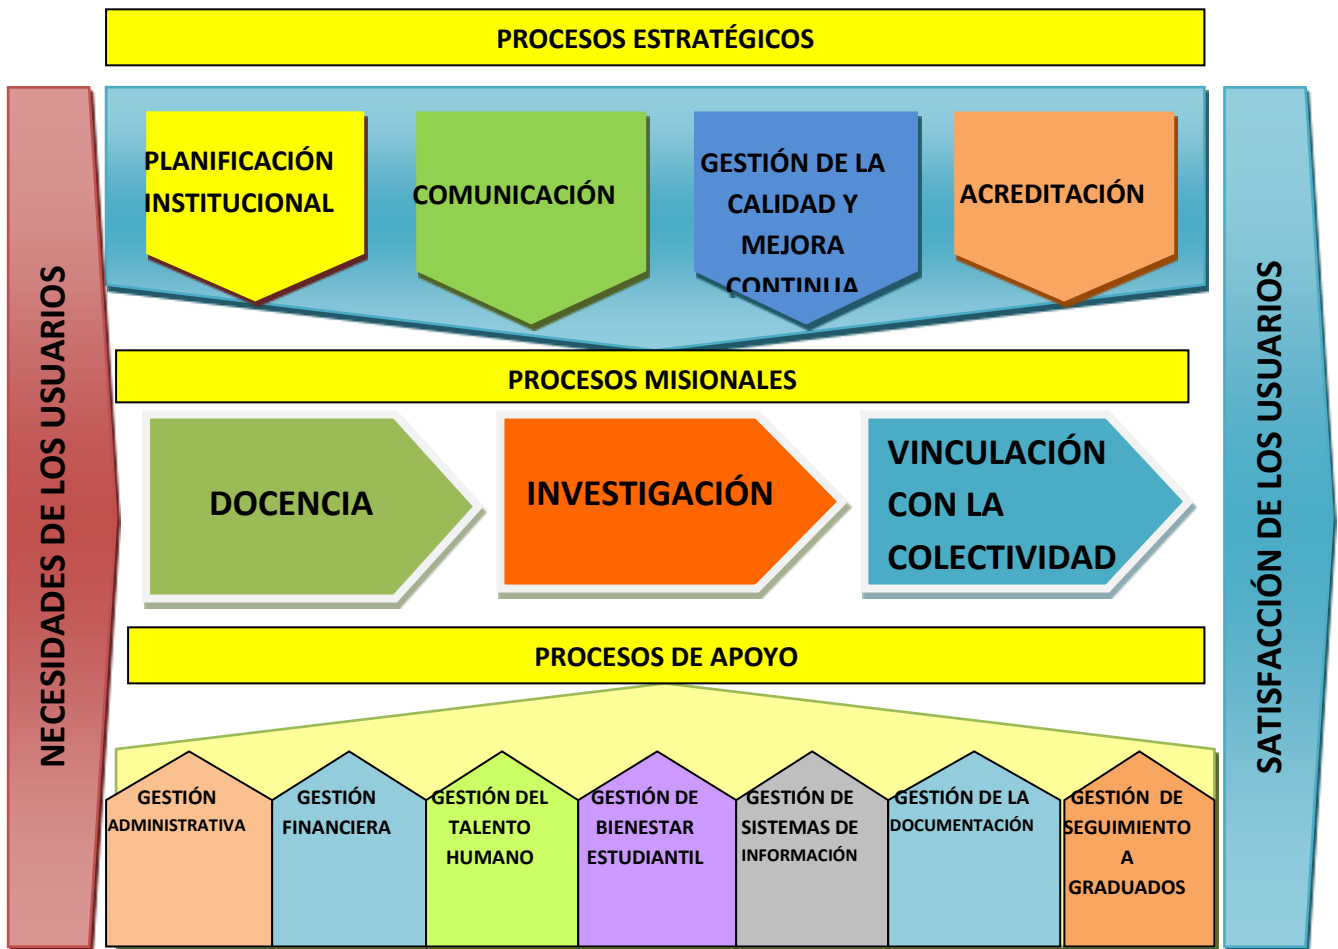 PROCESOS ESTRATÉGICOS
NECESIDADES DE LOS USUARIOS
PLANIFICACIÓN
INSTITUCIONAL
COMUNICACIÓN
GESTIÓN DE LA
CALIDAD Y
MEJORA
CONTINUA
ACREDITACIÓN
SATISFACCIÓN DE LOS USUARIOS
PROCESOS MISIONALES
DOCENCIA
INVESTIGACIÓN
VINCULACIÓN
CON LA
COLECTIVIDAD
PROCESOS DE APOYO
GESTIÓN
ADMINISTRATIVA
GESTIÓN
FINANCIERA
GESTIÓN DEL
TALENTO
HUMANO
GESTIÓN DE
BIENESTAR
ESTUDIANTIL
GESTIÓN DE
SISTEMAS DE
INFORMACIÓN
GESTIÓN DE LA
DOCUMENTACIÓN
GESTIÓN DE
SEGUIMIENTO
A
GRADUADOS